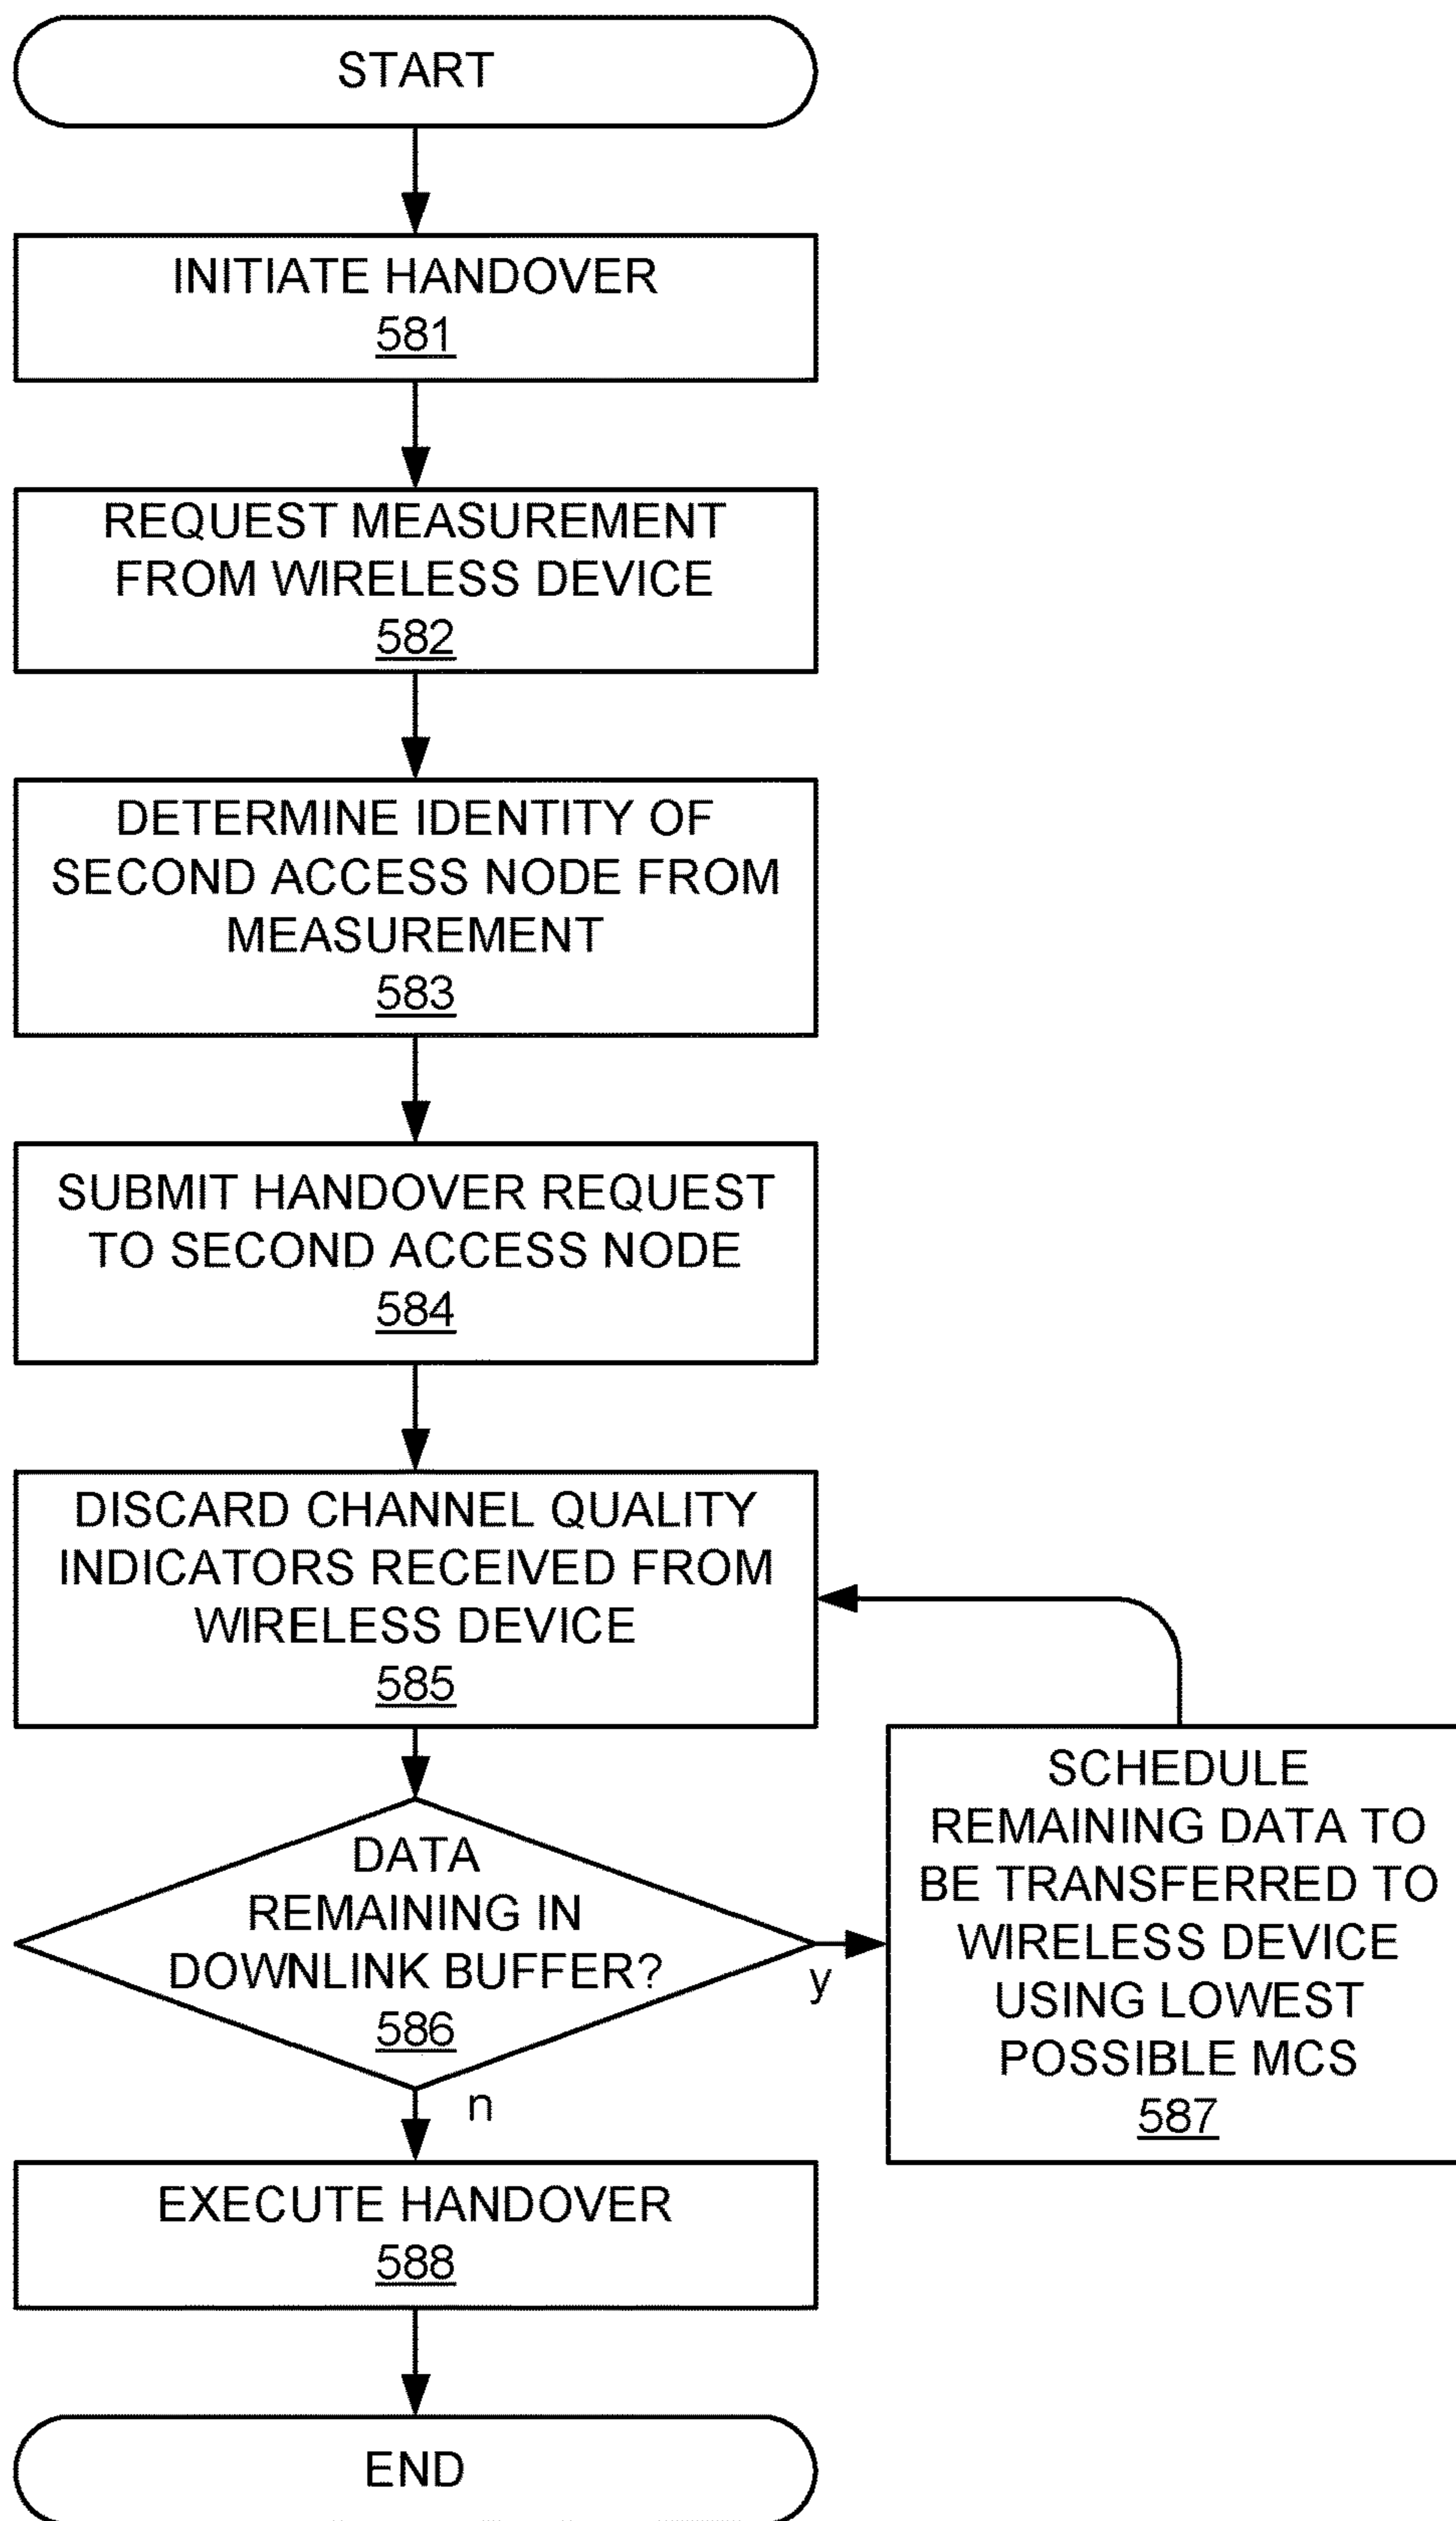 START
INITIATE HANDOVER
581
REQUEST MEASUREMENT
FROM WIRELESS DEVICE
582
DETERMINE IDENTITY OF
SECOND ACCESS NODE FROM
MEASUREMENT
583
SUBMIT HANDOVER REQUEST
TO SECOND ACCESS NODE
584
DISCARD CHANNEL QUALITY
INDICATORS RECEIVED FROM
WIRELESS DEVICE
585
DATA
REMAINING IN
DOWNLINK BUFFER?
586
y
n
SCHEDULE
REMAINING DATA TO
BE TRANSFERRED TO
WIRELESS DEVICE
USING LOWEST
POSSIBLE MCS
587
EXECUTE HANDOVER
588
END